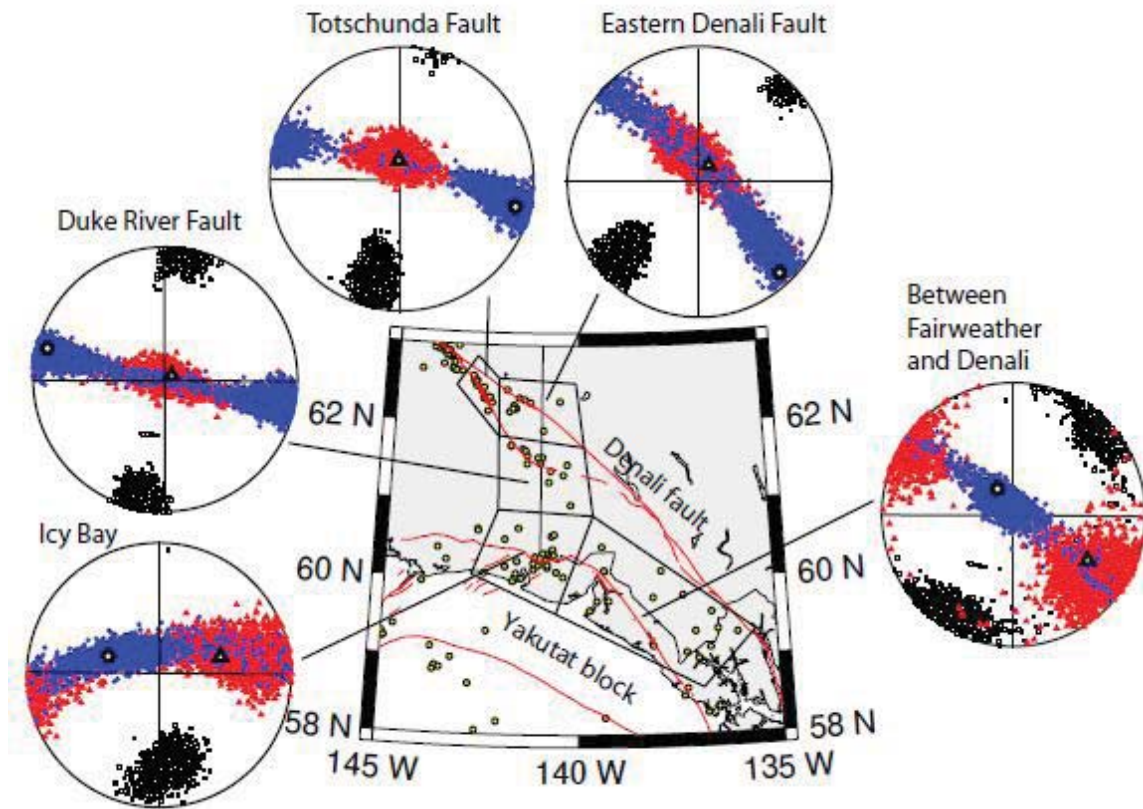 Totschunda Fault
Eastern Denali Fault
Duke River Fault
Between
Fairweather
and Denali
Icy Bay
62 N
62 N
Denali fault
60 N
60 N
Yakutat block
58 N
58 N
145 W
140 W
135 W